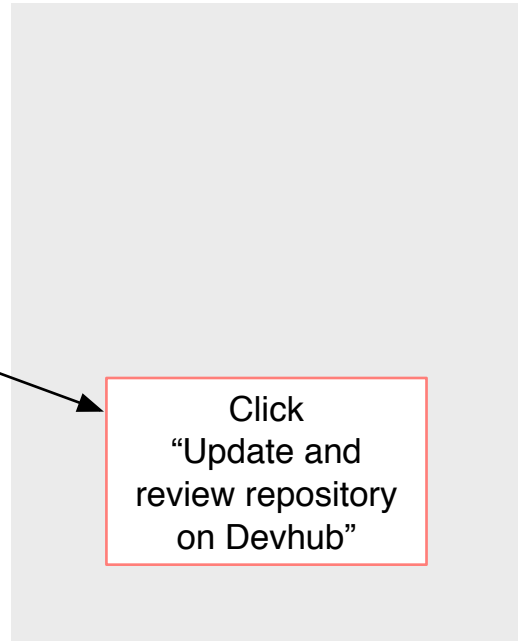 Click
“Update and
review repository
on Devhub”